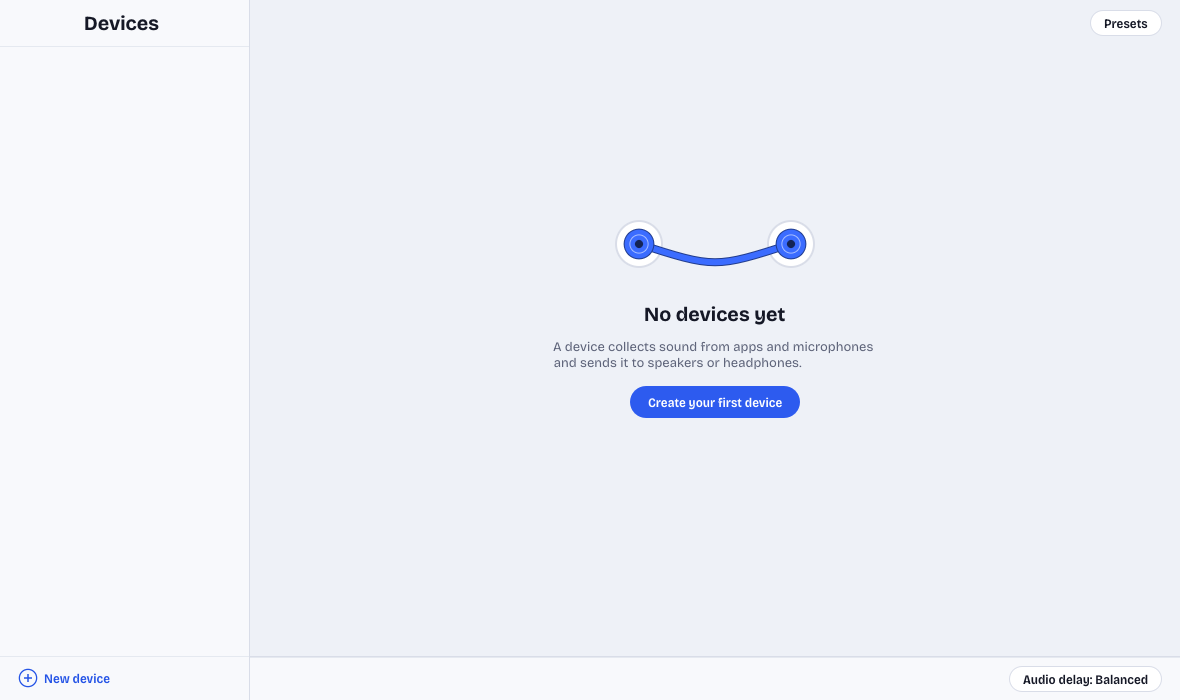 Devices
Presets
No devices yet
A device collects sound from apps and microphones
and sends it to speakers or headphones.
Create your first device
New device
Audio delay: Balanced